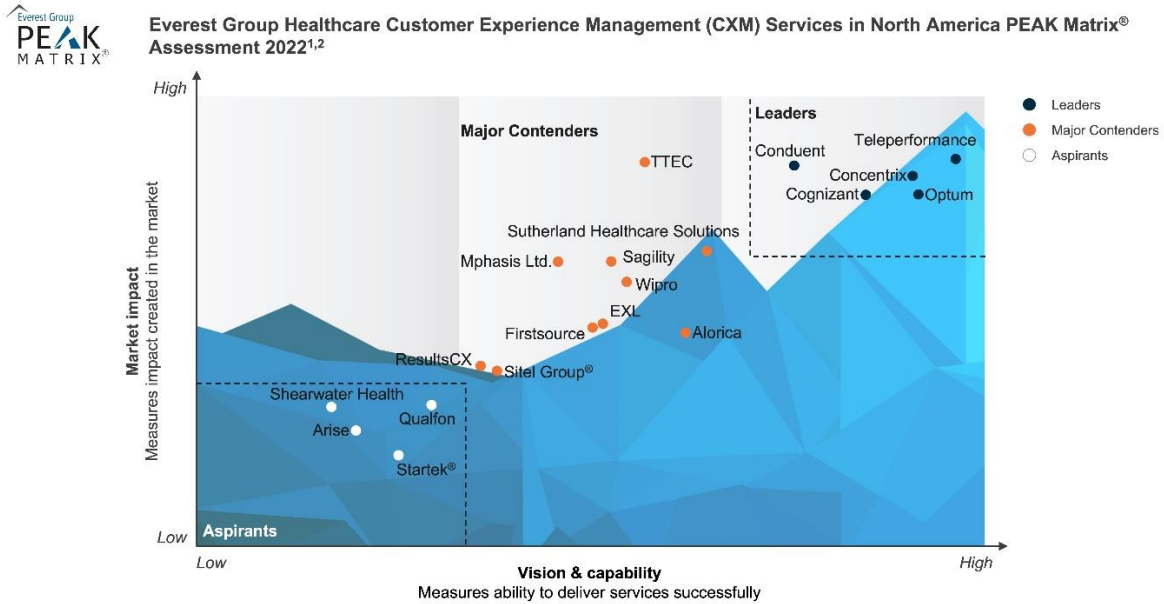 Everest Group
PEAK
MATRIX®
Everest Group Healthcare Customer Experience Management (CXM) Services in North America PEAK Matrix®
Assessment 2022¹,²
High
Leaders
Major Contenders
Aspirants
Leaders
Major Contenders
Teleperformance
Conduent
TTEC
Concentrix
Cognizant
Optum
Sutherland Healthcare Solutions
Mphasis Ltd.
Sagility
Wipro
EXL
Firstsource
Alorica
ResultsCX
Sitel Group®
Shearwater Health
Qualfon
Arise
Startek®
Aspirants
Market impact
Measures impact created in the market
Low
Low
High
Vision & capability
Measures ability to deliver services successfully